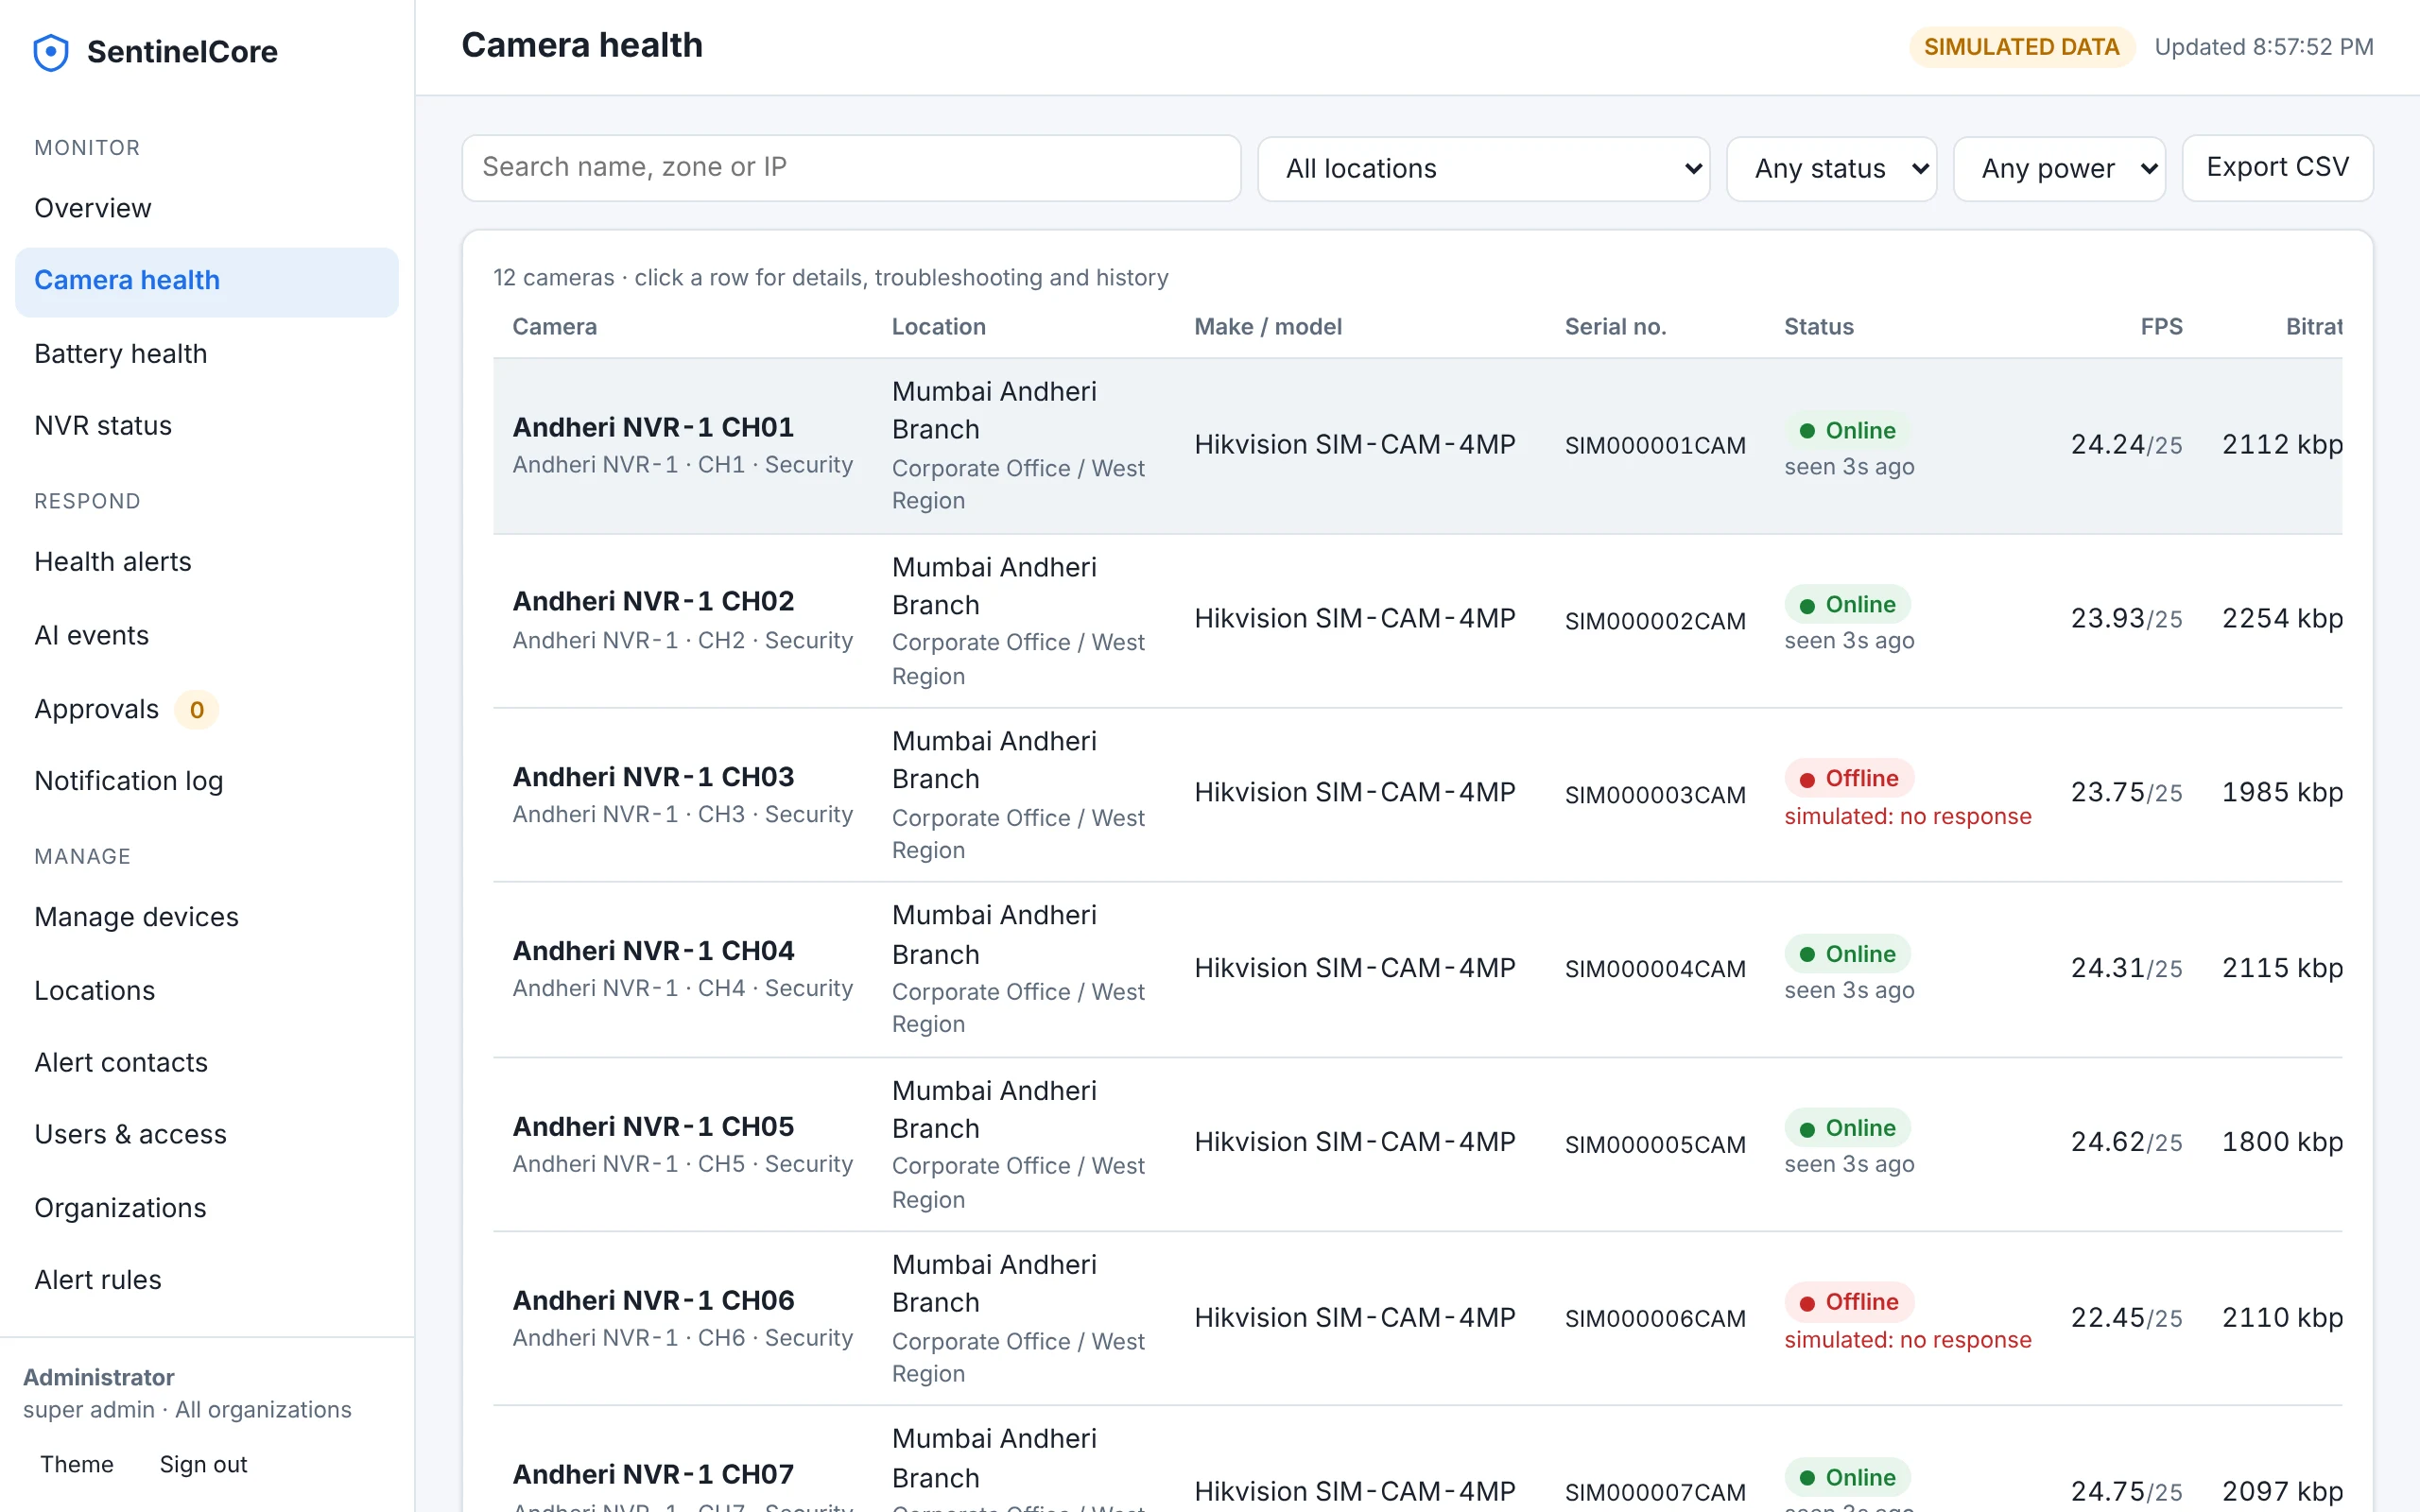 SentinelCore
MONITOR
Overview
Camera health
Battery health
NVR status
RESPOND
Health alerts
AI events
Approvals 0
Notification log
MANAGE
Manage devices
Locations
Alert contacts
Users & access
Organizations
Alert rules
Administrator
super admin · All organizations
Theme Sign out
Camera health
SIMULATED DATA Updated 8:57:52 PM
Search name, zone or IP All locations Any status Any power Export CSV
12 cameras · click a row for details, troubleshooting and history
Camera Location Make / model Serial no. Status FPS Bitrat
Andheri NVR-1 CH01
Andheri NVR-1 · CH1 · Security
Mumbai Andheri
Branch
Corporate Office / West
Region
Hikvision SIM-CAM-4MP
SIM000001CAM
Online
seen 3s ago
24.24/25
2112 kbp
Andheri NVR-1 CH02
Andheri NVR-1 · CH2 · Security
Mumbai Andheri
Branch
Corporate Office / West
Region
Hikvision SIM-CAM-4MP
SIM000002CAM
Online
seen 3s ago
23.93/25
2254 kbp
Andheri NVR-1 CH03
Andheri NVR-1 · CH3 · Security
Mumbai Andheri
Branch
Corporate Office / West
Region
Hikvision SIM-CAM-4MP
SIM000003CAM
Offline
simulated: no response
23.75/25
1985 kbp
Andheri NVR-1 CH04
Andheri NVR-1 · CH4 · Security
Mumbai Andheri
Branch
Corporate Office / West
Region
Hikvision SIM-CAM-4MP
SIM000004CAM
Online
seen 3s ago
24.31/25
2115 kbp
Andheri NVR-1 CH05
Andheri NVR-1 · CH5 · Security
Mumbai Andheri
Branch
Corporate Office / West
Region
Hikvision SIM-CAM-4MP
SIM000005CAM
Online
seen 3s ago
24.62/25
1800 kbp
Andheri NVR-1 CH06
Andheri NVR-1 · CH6 · Security
Mumbai Andheri
Branch
Corporate Office / West
Region
Hikvision SIM-CAM-4MP
SIM000006CAM
Offline
simulated: no response
22.45/25
2110 kbp
Andheri NVR-1 CH07
Andheri NVR-1 · CH7 · Security
Mumbai Andheri
Branch
Corporate Office / West
Hikvision SIM-CAM-4MP
SIM000007CAM
Online
seen 3s ago
24.75/25
2097 kbp